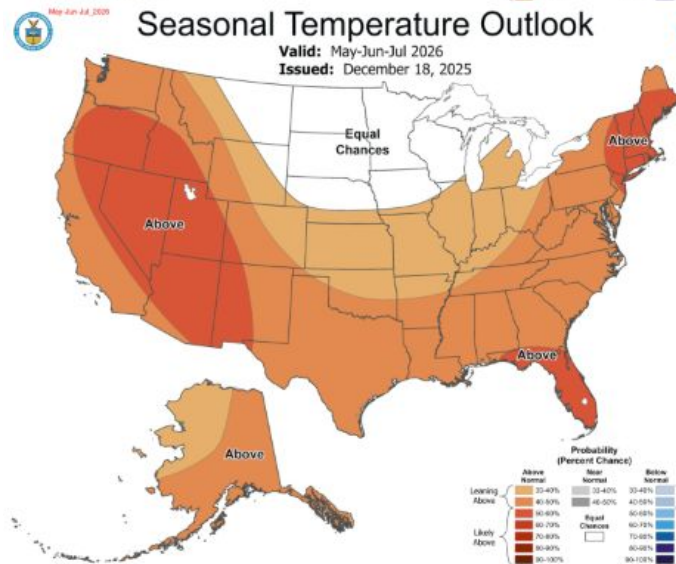 May-Jun-Jul_2026
Seasonal Temperature Outlook
Valid: May-Jun-Jul 2026
Issued: December 18, 2025
Equal
Chances
Above
Above
Above
Above
Probability
(Percent Chance)
Above
Normal
Near
Normal
Below
Normal
Leaning
Above
Likely
Above
33-40%
40-50%
50-60%
60-70%
70-80%
80-90%
90-100%
33-40%
40-50%
Equal
Chances
33-40%
40-50%
50-60%
60-70%
70-80%
80-90%
90-100%